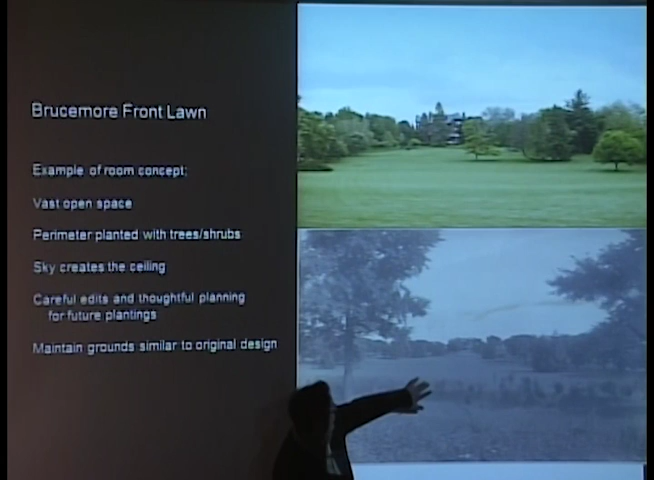 Brucemore Front Lawn
Example of room concept:
Vast open space
Perimeter planted with trees/shrubs
Sky creates the ceiling
Careful edits and thoughtful planning
for future plantings
Maintain grounds similar to original design